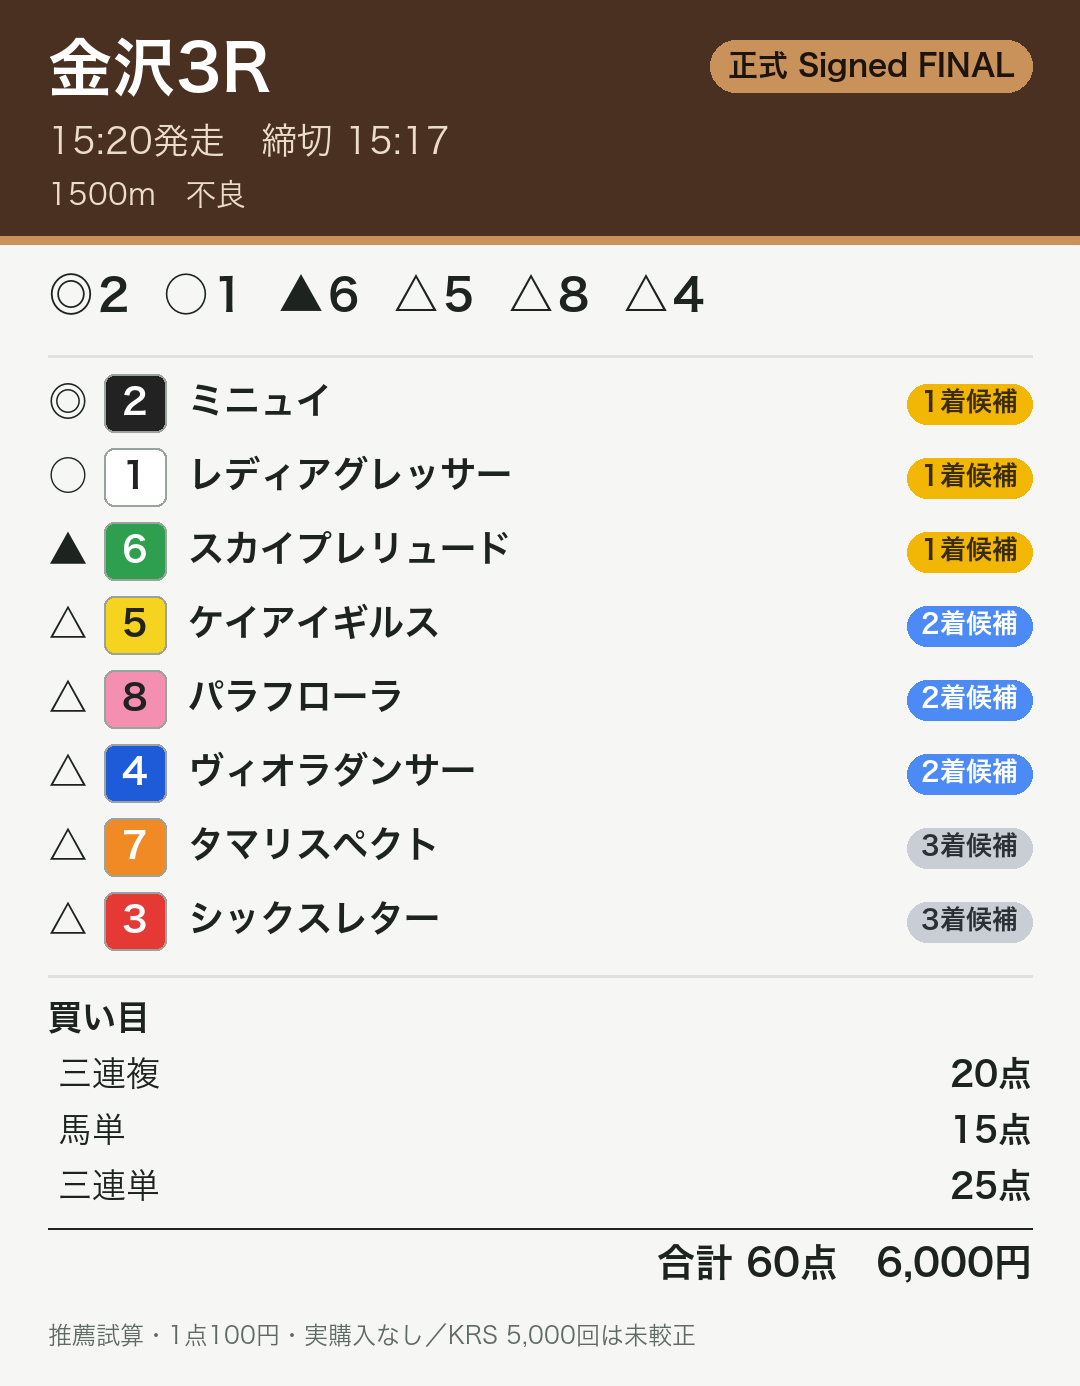 金沢3R
正式 Signed FINAL
15:20発走　締切 15:17
1500m　不良
◎2 ○1 ▲6 △5 △8 △4
◎ 2 ミニュイ 1着候補
○ 1 レディアグレッサー 1着候補
▲ 6 スカイプレリュード 1着候補
△ 5 ケイアイギルス 2着候補
△ 8 パラフローラ 2着候補
△ 4 ヴィオラダンサー 2着候補
△ 7 タマリスペクト 3着候補
△ 3 シックスレター 3着候補
買い目
三連複 20点
馬単 15点
三連単 25点
合計 60点　6,000円
推薦試算・1点100円・実購入なし／KRS 5,000回は未較正